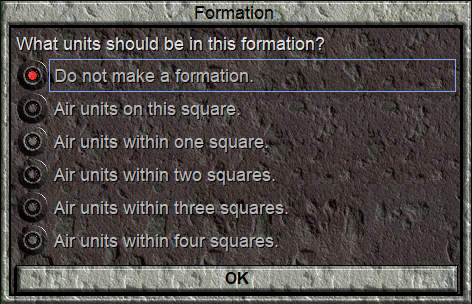 Formation
What units should be in this formation?
Do not make a formation.
Air units on this square.
Air units within one square.
Air units within two squares.
Air units within three squares.
Air units within four squares.
OK